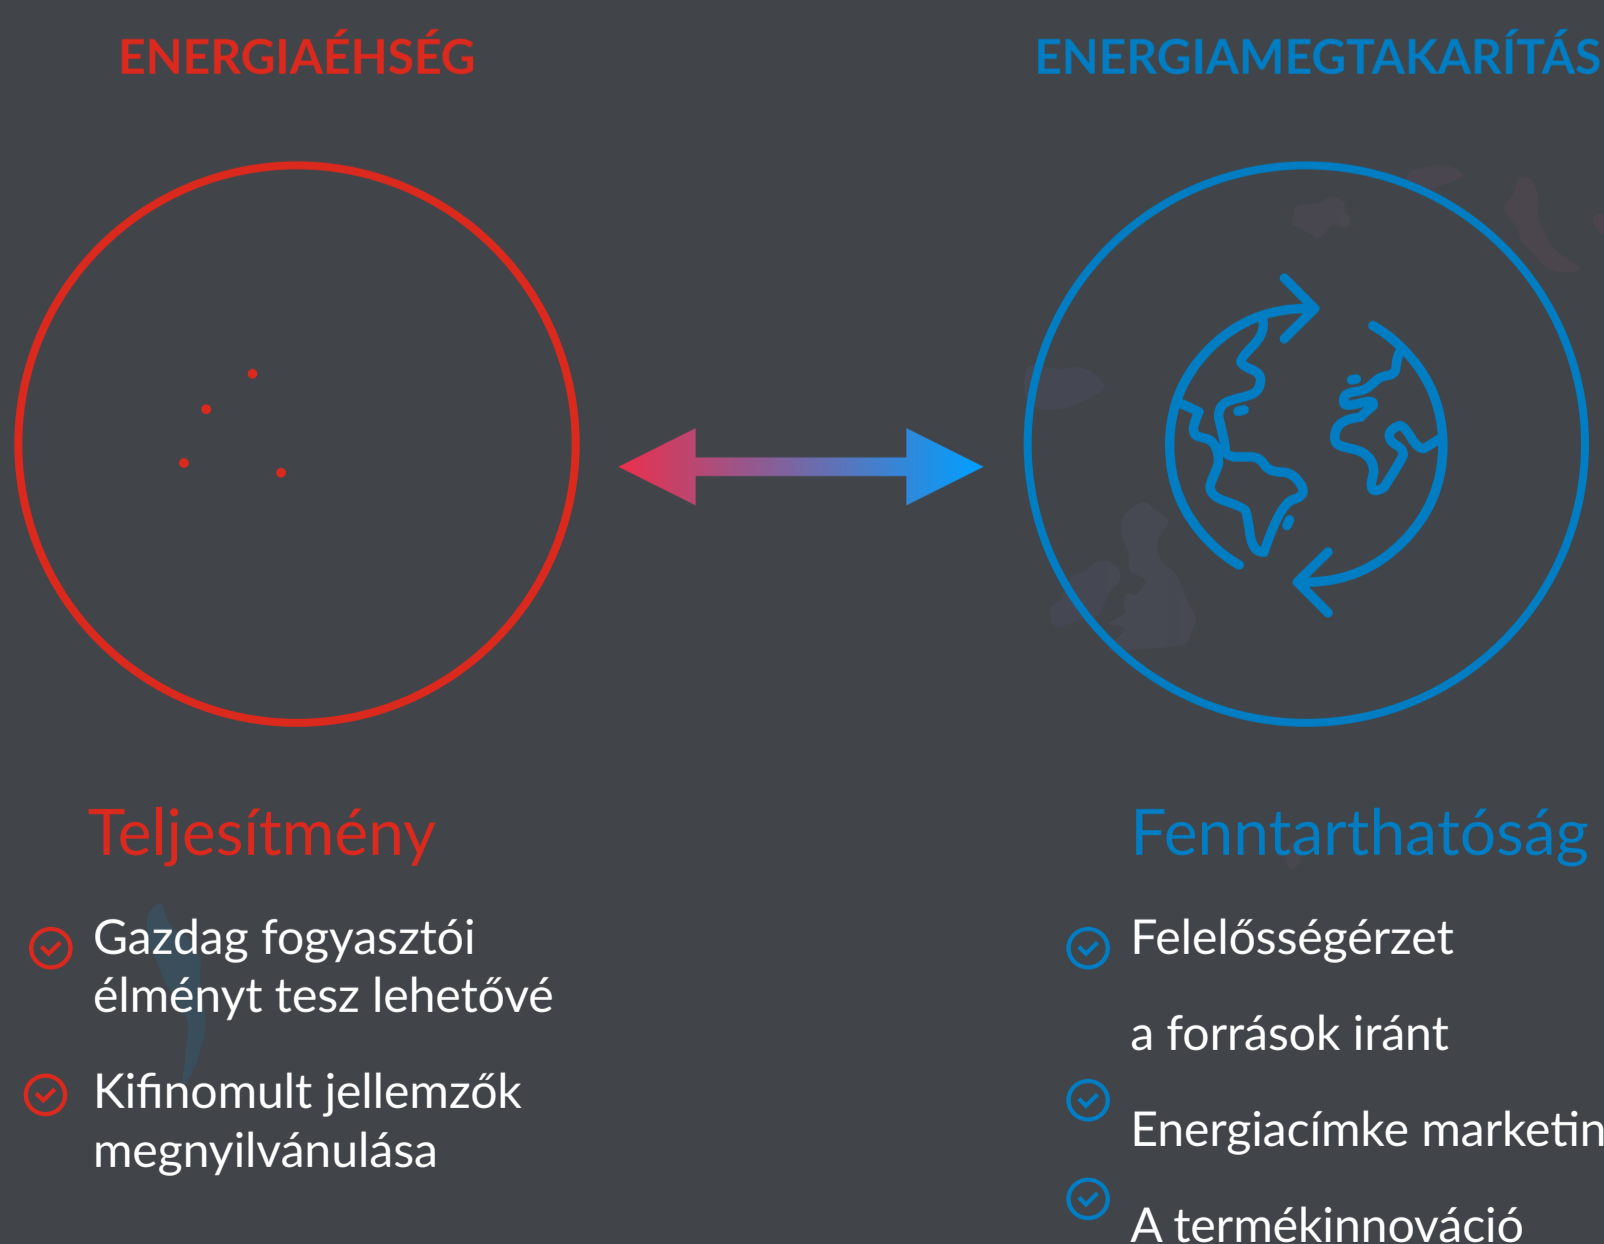 ENERGIAÉHSÉG
ENERGIAMEGTAKARÍTÁS
Teljesítmény
Gazdag fogyasztói
élményt tesz lehetővé
Kifinomult jellemzők
megnyilvánulása
Fenntarthatóság
Felelősségérzet
a források iránt
Energiacímke marketin
A termékinnováció